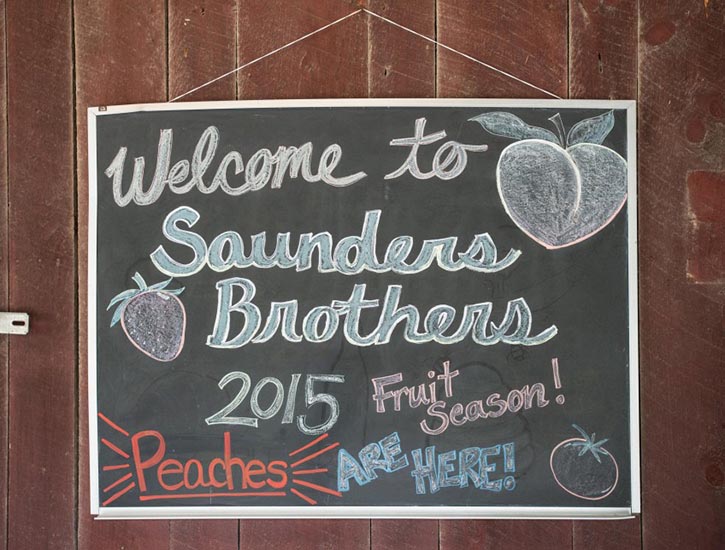 Welcome to
Saunders
Brothers
2015 Fruit
Season!
Peaches ARE HERE!